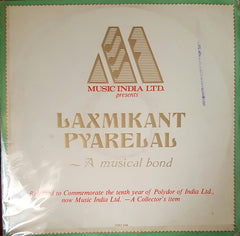 MUSIC INDIA LTD.
presents
LAXMIKANT
PYARELAL
~ A musical bond
Released to Commemorate the tenth year of Polydor of India Ltd.,
now Music India Ltd. – A Collector's item